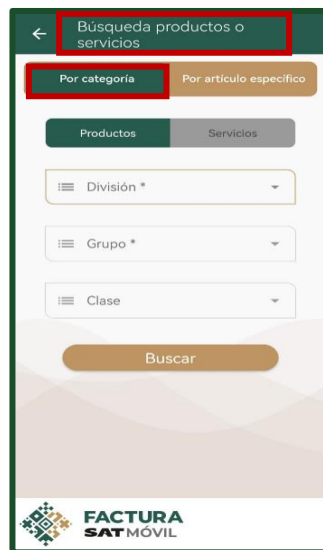 Búsqueda productos o
servicios
Por categoría
Por artículo específico
Productos
Servicios
División *
Grupo *
Clase
Buscar
FACTURA
SAT MÓVIL